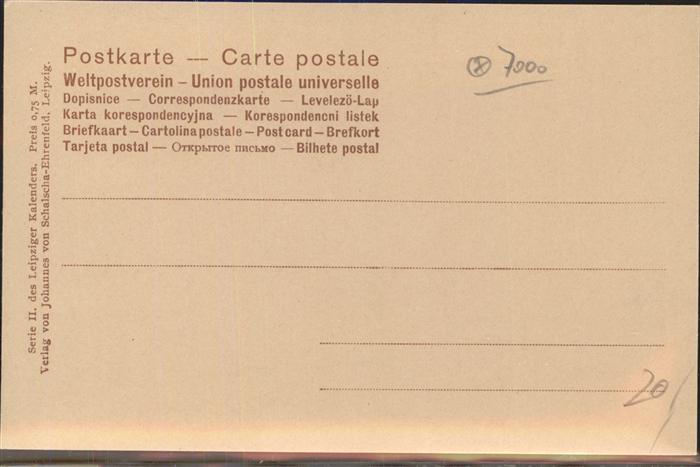 Postkarte — Carte postale
Weltpostverein – Union postale universelle
Dopisnice — Correspondenzkarte — Levelező-Lap
Karta korespondencyjna — Korespondencni listek
Briefkaart – Cartolina postale – Post card – Brefkort
Tarjeta postal — Открытое письмо — Bilhete postal
Serie II. des Leipziger Kalenders. Preis 0,75 M.
Verlag von Johannes von Schalscha-Ehrenfeld, Leipzig.
7000
20